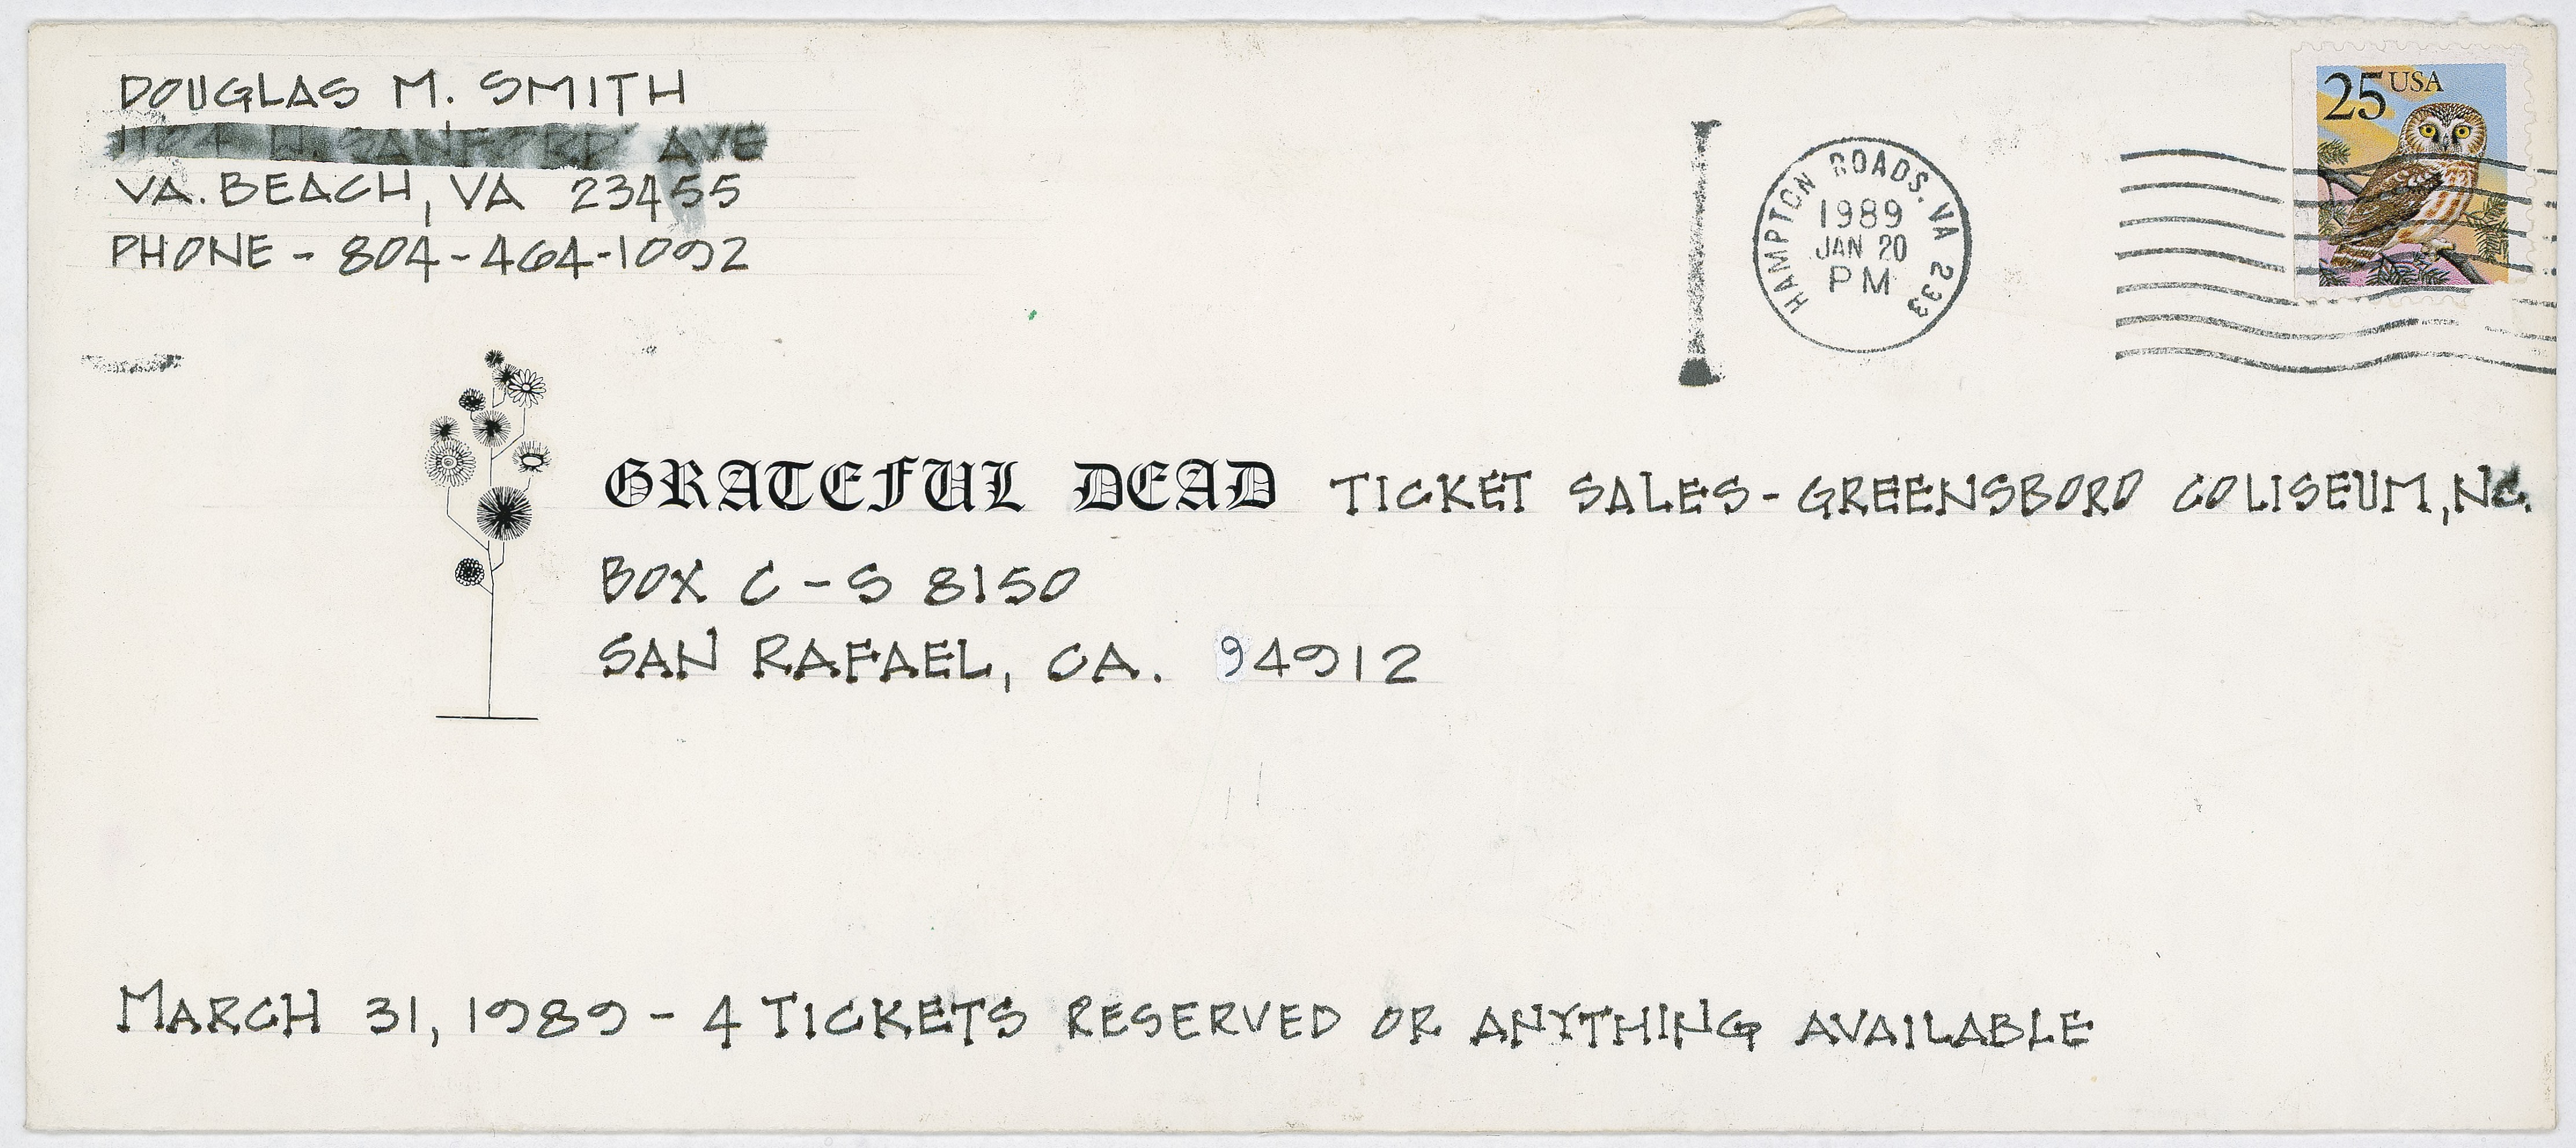 DOUGLAS M. SMITH
AVE
VA. BEACH, VA 23455
PHONE - 804-464-1092
HAMPTON ROADS. VA 233
1989
JAN 20
PM
25 USA
GRATEFUL DEAD TICKET SALES - GREENSBORO COLISEUM, NC.
BOX C - S 8150
SAN RAFAEL, CA. 94912
MARCH 31, 1989 - 4 TICKETS RESERVED OR ANYTHING AVAILABLE